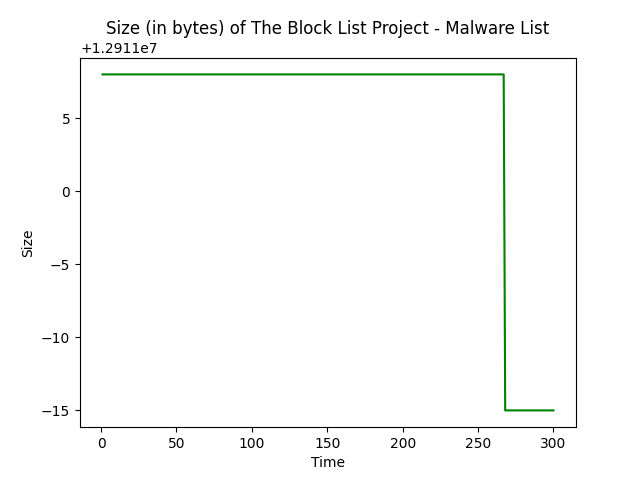 Size (in bytes) of The Block List Project - Malware List
+1.2911e7
5
0
−5
−10
−15
Size
0 50 100 150 200 250 300
Time